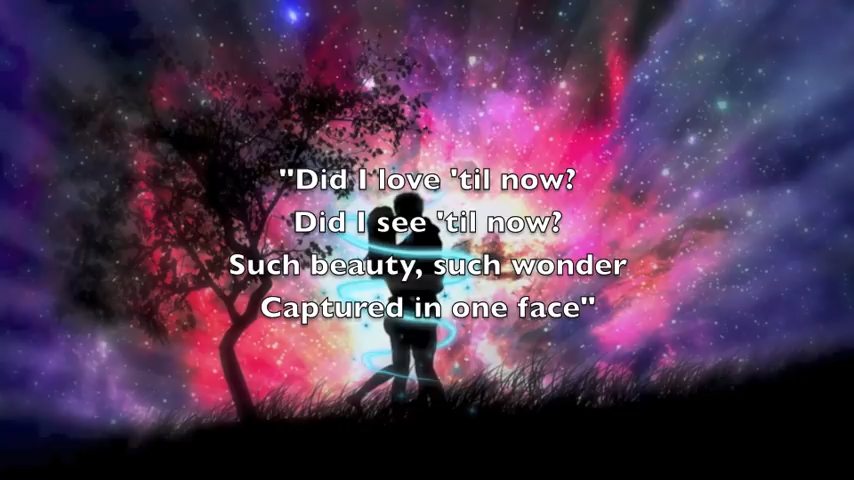 "Did I love 'til now?
Did I see 'til now?
Such beauty, such wonder
Captured in one face"